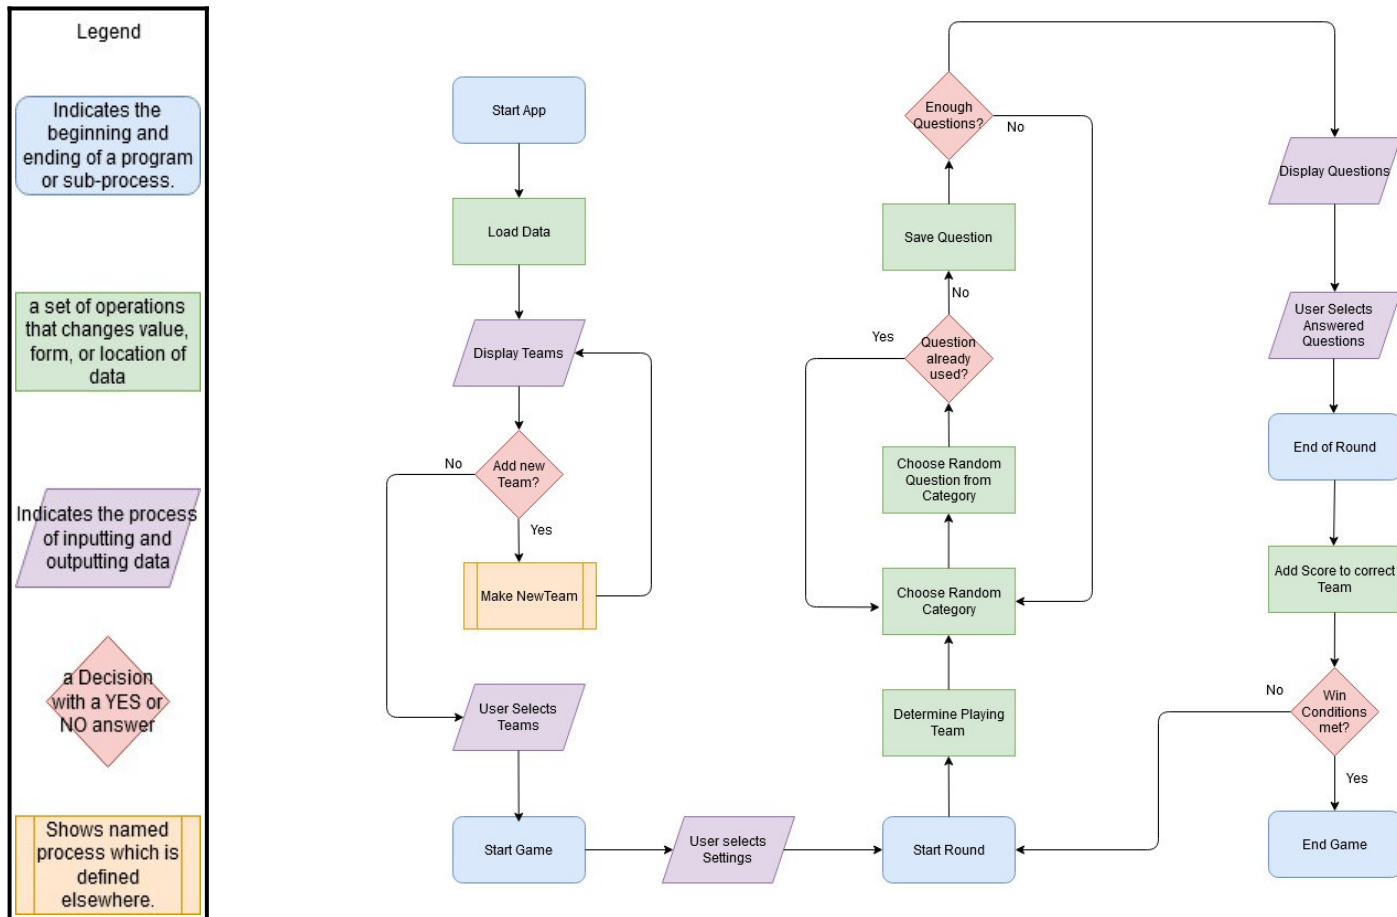 Legend
Indicates the
beginning and
ending of a program
or sub-process.
a set of operations
that changes value,
form, or location of
data
Indicates the process
of inputting and
outputting data
a Decision
with a YES or
NO answer
Shows named
process which is
defined
elsewhere.
Start App
Load Data
Display Teams
Add new
Team?
No
Yes
Make NewTeam
User Selects
Teams
Start Game
User selects
Settings
Start Round
Determine Playing
Team
Choose Random
Category
Choose Random
Question from
Category
Question
already
used?
Yes
No
Save Question
Enough
Questions?
No
Display Questions
User Selects
Answered
Questions
End of Round
Add Score to correct
Team
Win
Conditions
met?
No
Yes
End Game